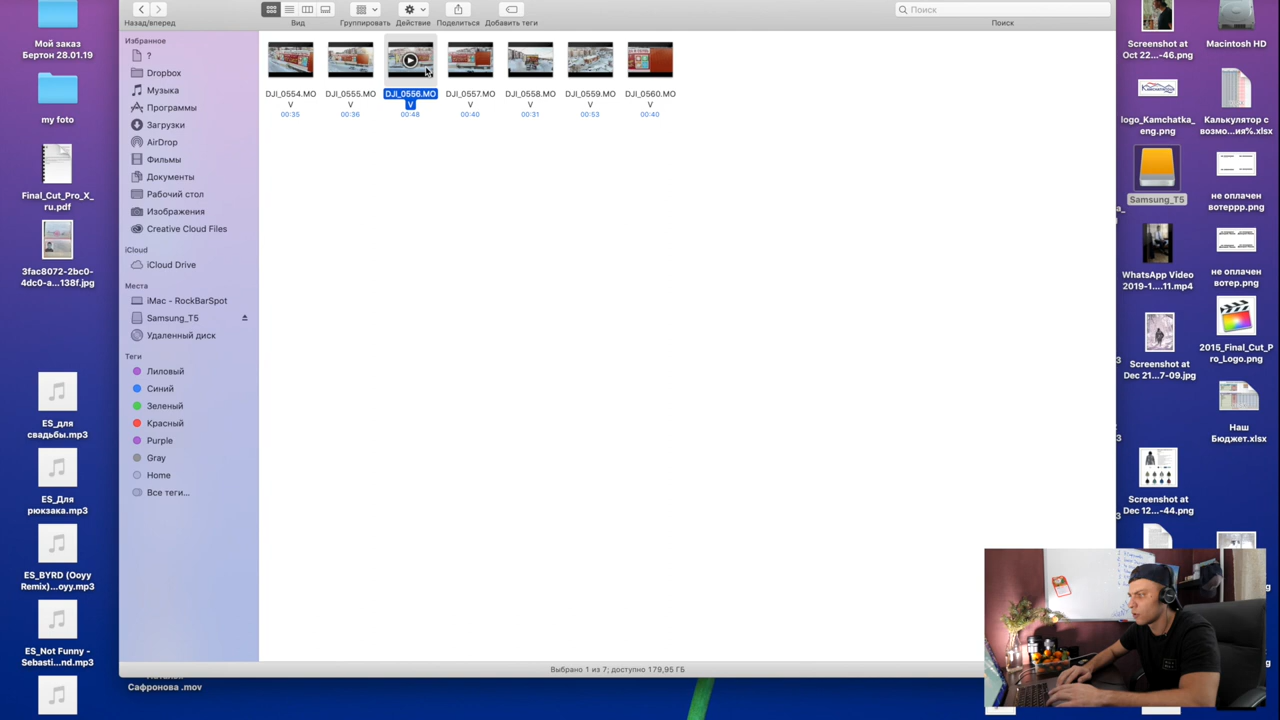 Мой заказ
Бертон 28.01.19
my foto
Final_Cut_Pro_X_
ru.pdf
3fac8072-2bc0-
4dc0-a...138f.jpg
ES_для
свадьбы.mp3
ES_Для
рюкзака.mp3
ES_BYRD (Ooyy
Remix)...oyy.mp3
ES_Not Funny -
Sebasti...nd.mp3
Назад/вперед
Вид
Группировать
Действие
Поделиться
Добавить теги
Поиск
Поиск
Избранное
?
Dropbox
Музыка
Программы
Загрузки
AirDrop
Фильмы
Документы
Рабочий стол
Изображения
Creative Cloud Files
iCloud
iCloud Drive
Места
iMac - RockBarSpot
Samsung_T5
Удаленный диск
Теги
Лиловый
Синий
Зеленый
Красный
Purple
Gray
Home
Все теги...
DJI_0554.MO
V
00:35
DJI_0555.MO
V
00:36
DJI_0556.MO
V
00:48
DJI_0557.MO
V
00:40
DJI_0558.MO
V
00:31
DJI_0559.MO
V
00:53
DJI_0560.MO
V
00:40
Выбрано 1 из 7; доступно 179,95 ГБ
Сафронова .mov
Screenshot at
Oct 22...-46.png
logo_Kamchatka_
eng.png
Samsung_T5
WhatsApp Video
2019-1....11.mp4
Screenshot at
Dec 21...7-09.jpg
Screenshot at
Dec 12...-44.png
Macintosh HD
Калькулятор с
возмо...ия%.xlsx
не оплачен
вотеррр.png
не оплачен
вотер.png
2015_Final_Cut_P
ro_Logo.png
Наш
Бюджет.xlsx